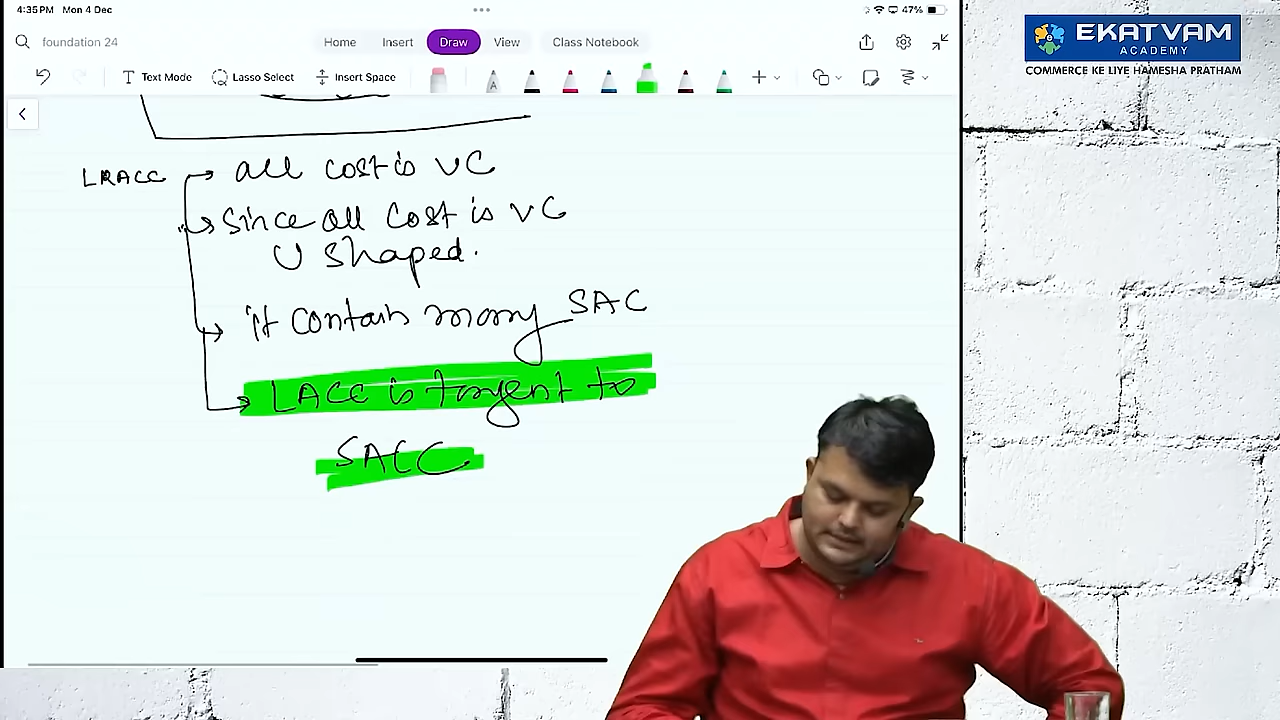 4:35PM Mon 4 Dec
47%
foundation 24
Home Insert Draw View Class Notebook
Text Mode Lasso Select Insert Space
LRACC → all cost is VC
→ Since all cost is VC
U shaped.
→ it contain many SAC
→ LACC is tangent to
SACC
EKATVAM
ACADEMY
COMMERCE KE LIYE HAMESHA PRATHAM